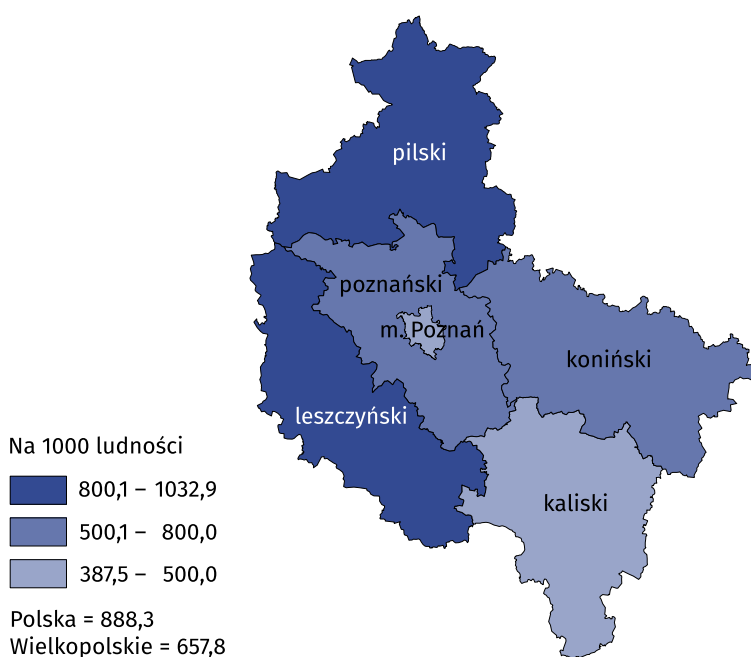 pilski
poznański
m. Poznań
koniński
leszczyński
kaliski
Na 1000 ludności
800,1 – 1032,9
500,1 – 800,0
387,5 – 500,0
Polska = 888,3
Wielkopolskie = 657,8